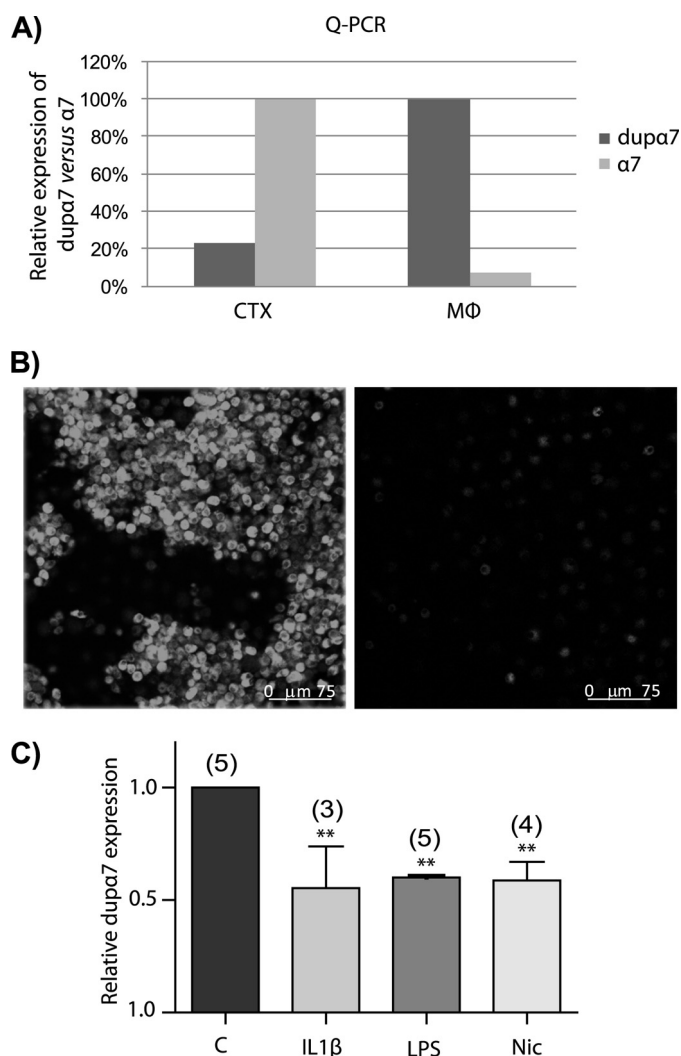 A)
Q-PCR
Relative expression of
dupα7 versus α7
120%
100%
80%
60%
40%
20%
0%
CTX
MΦ
dupα7
α7
B)
0 μm 75
0 μm 75
C)
Relative dupα7 expression
1.0
0.5
1.0
(5)
(3)
**
(5)
**
(4)
**
C
IL1β
LPS
Nic